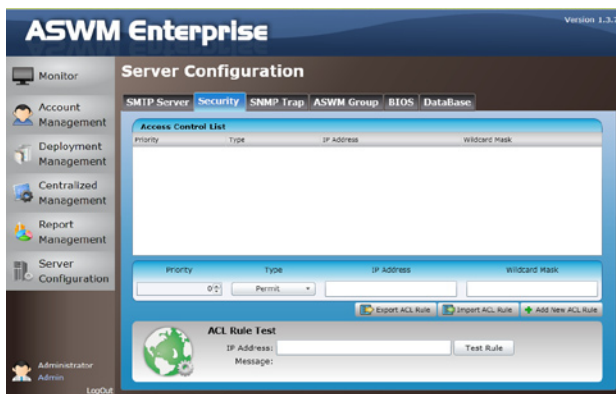 ASWM Enterprise
Version 1.3.
Monitor
Account Management
Deployment Management
Centralized Management
Report Management
Server Configuration
Administrator
Admin
LogOut
Server Configuration
SMTP Server Security SNMP Trap ASWM Group BIOS DataBase
Access Control List
Priority Type IP Address Wildcard Mask
Priority Type IP Address Wildcard Mask
0 Permit
Export ACL Rule Import ACL Rule Add New ACL Rule
ACL Rule Test
IP Address: Test Rule
Message: